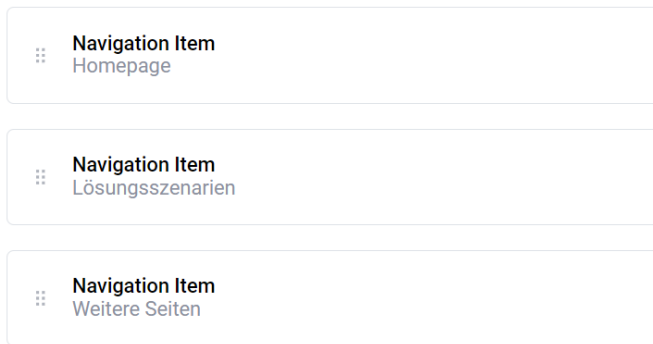 Navigation Item
Homepage
Navigation Item
Lösungsszenarien
Navigation Item
Weitere Seiten